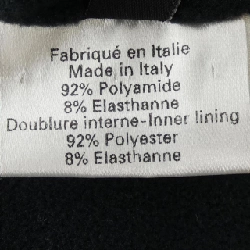 Fabriqué en Italie
Made in Italy
92% Polyamide
8% Elasthanne
Doublure interne-Inner lining
92% Polyester
8% Elasthanne